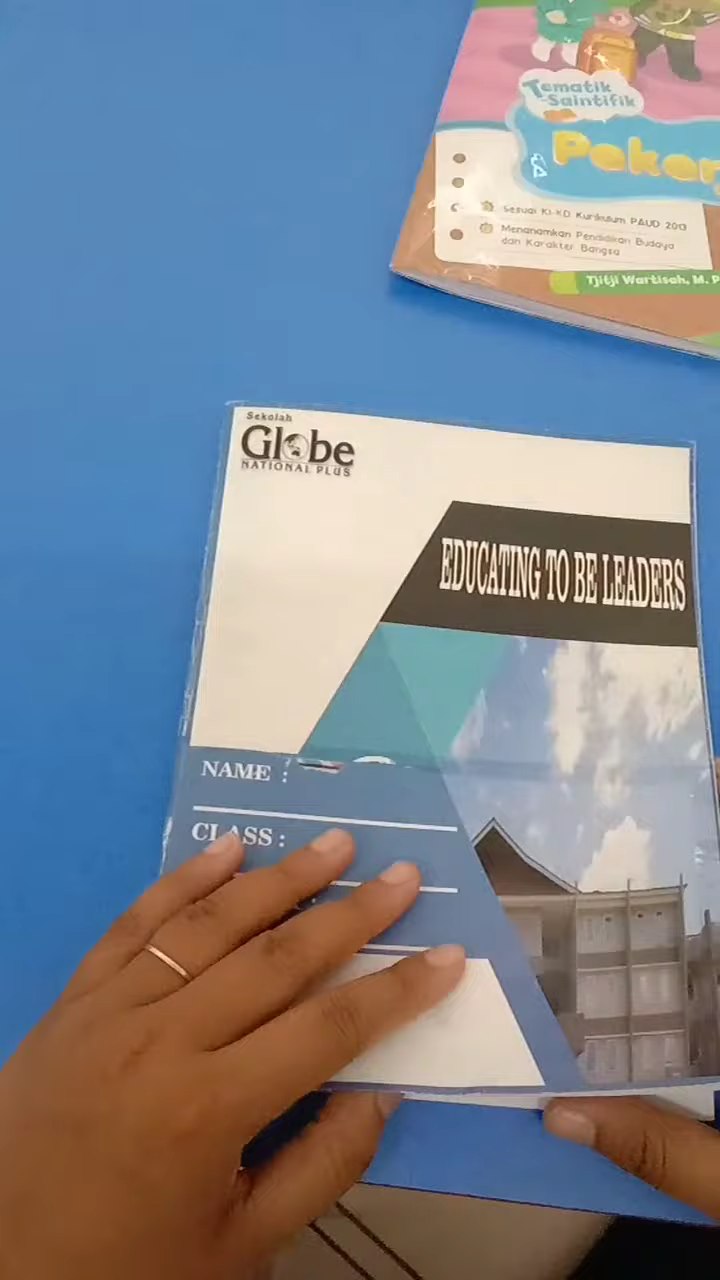 Tematik
Saintifik
Sesuai KI-KD Kurikulum PAUD 2013
Menanamkan Pendidikan Budaya
dan Karakter Bangsa
Tjitji Wartisah, M. P
Sekolah
Globe
NATIONAL PLUS
EDUCATING TO BE LEADERS
NAME :
CLASS :